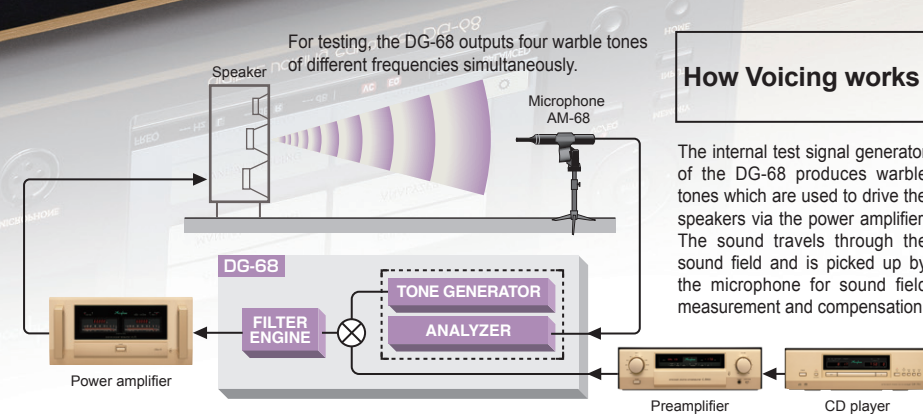 For testing, the DG-68 outputs four warble tones
of different frequencies simultaneously.
Speaker
Microphone
AM-68
How Voicing works
The internal test signal generator
of the DG-68 produces warble
tones which are used to drive the
speakers via the power amplifier
The sound travels through the
sound field and is picked up by
the microphone for sound field
measurement and compensation
DG-68
TONE GENERATOR
ANALYZER
FILTER
ENGINE
Power amplifier
Preamplifier
CD player